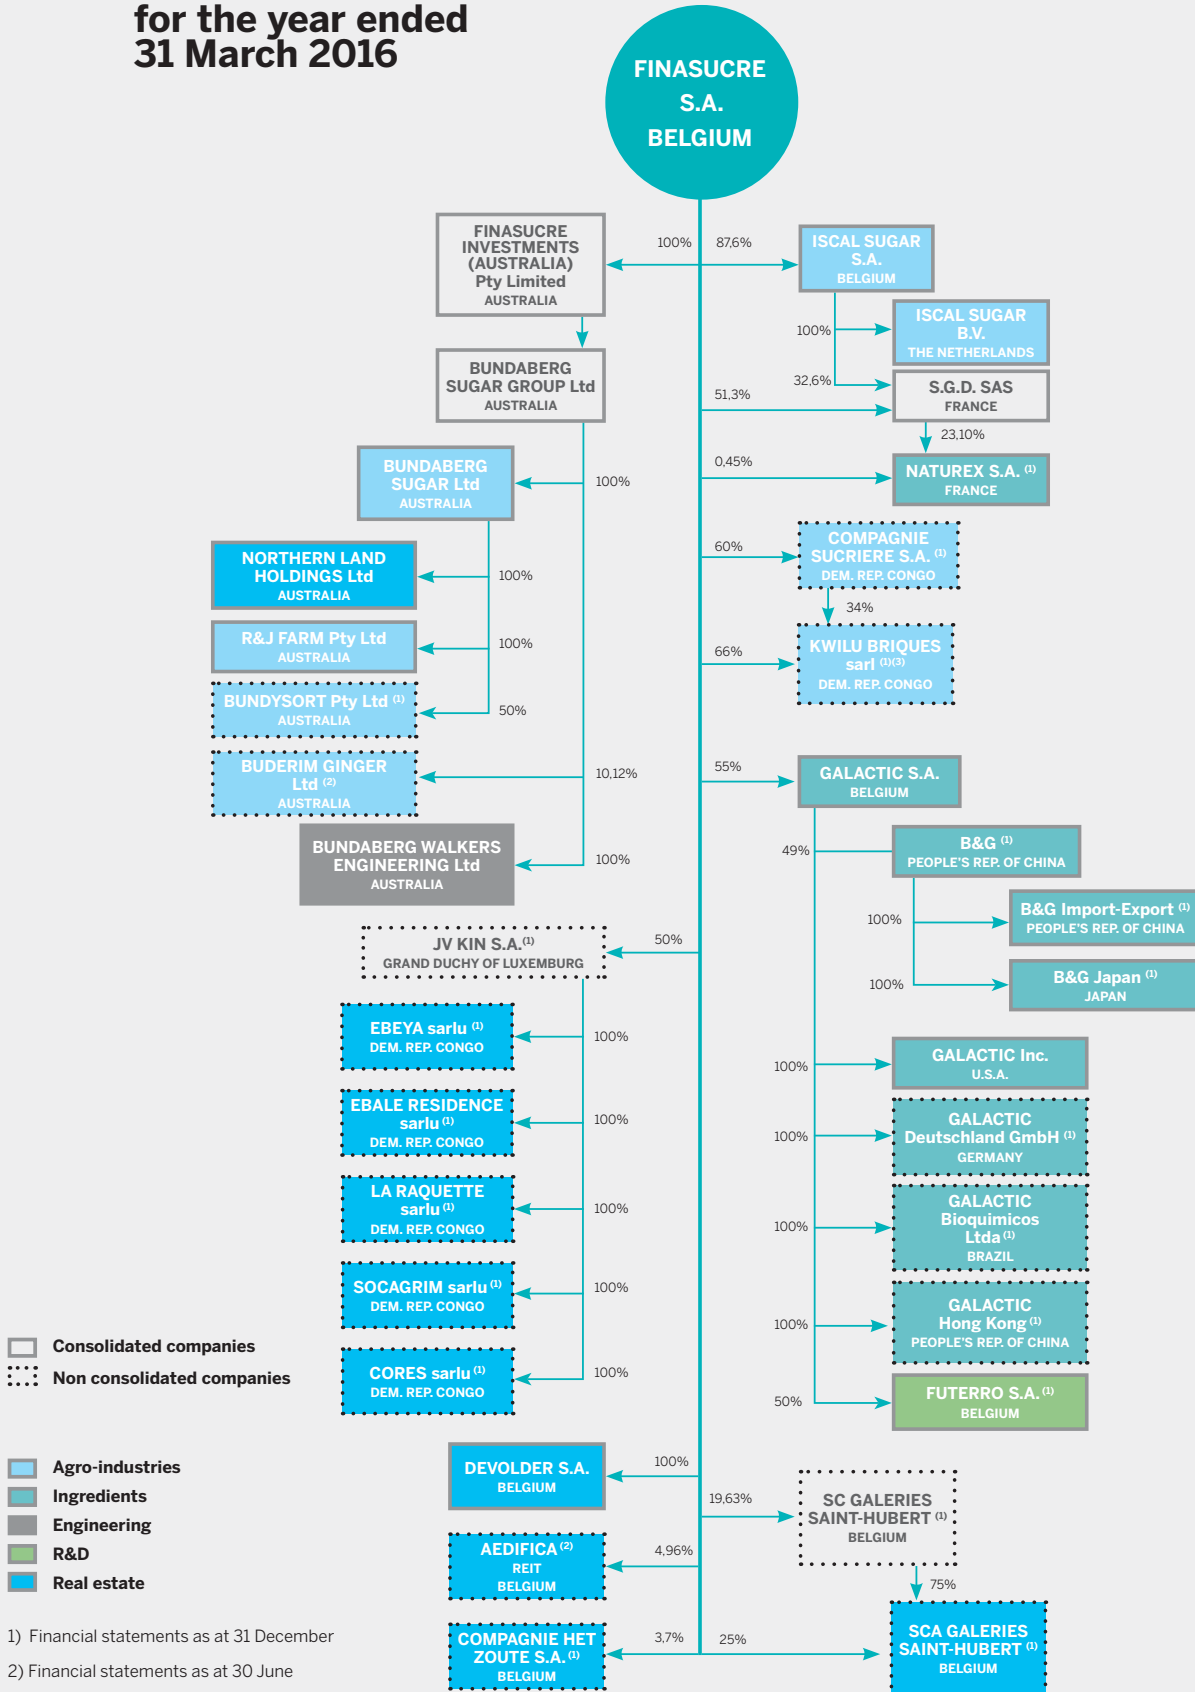 for the year ended
31 March 2016
FINASUCRE
S.A.
BELGIUM
FINASUCRE
INVESTMENTS
(AUSTRALIA)
Pty Limited
AUSTRALIA
100%
87,6%
ISCAL SUGAR
S.A.
BELGIUM
100%
ISCAL SUGAR
B.V.
THE NETHERLANDS
BUNDABERG
SUGAR GROUP Ltd
AUSTRALIA
32,6%
51,3%
S.G.D. SAS
FRANCE
23,10%
0,45%
NATUREX S.A. (1)
FRANCE
BUNDABERG
SUGAR Ltd
AUSTRALIA
100%
NORTHERN LAND
HOLDINGS Ltd
AUSTRALIA
100%
R&J FARM Pty Ltd
AUSTRALIA
100%
BUNDYSORT Pty Ltd (1)
AUSTRALIA
50%
BUDERIM GINGER
Ltd (2)
AUSTRALIA
10,12%
BUNDABERG WALKERS
ENGINEERING Ltd
AUSTRALIA
100%
60%
COMPAGNIE
SUCRIERE S.A. (1)
DEM. REP. CONGO
34%
66%
KWILU BRIQUES
sarl (1)(3)
DEM. REP. CONGO
55%
GALACTIC S.A.
BELGIUM
49%
B&G (1)
PEOPLE'S REP. OF CHINA
100%
B&G Import-Export (1)
PEOPLE'S REP. OF CHINA
100%
B&G Japan (1)
JAPAN
100%
GALACTIC Inc.
U.S.A.
100%
GALACTIC
Deutschland GmbH (1)
GERMANY
100%
GALACTIC
Bioquimicos
Ltda (1)
BRAZIL
100%
GALACTIC
Hong Kong (1)
PEOPLE'S REP. OF CHINA
50%
FUTERRO S.A. (1)
BELGIUM
JV KIN S.A.(1)
GRAND DUCHY OF LUXEMBURG
50%
EBEYA sarlu (1)
DEM. REP. CONGO
100%
EBALE RESIDENCE
sarlu (1)
DEM. REP. CONGO
100%
LA RAQUETTE
sarlu (1)
DEM. REP. CONGO
100%
SOCAGRIM sarlu (1)
DEM. REP. CONGO
100%
CORES sarlu (1)
DEM. REP. CONGO
100%
DEVOLDER S.A.
BELGIUM
100%
19,63%
SC GALERIES
SAINT-HUBERT (1)
BELGIUM
AEDIFICA (2)
REIT
BELGIUM
4,96%
75%
COMPAGNIE HET
ZOUTE S.A. (1)
BELGIUM
3,7%
25%
SCA GALERIES
SAINT-HUBERT (1)
BELGIUM
Consolidated companies
Non consolidated companies
Agro-industries
Ingredients
Engineering
R&D
Real estate
1) Financial statements as at 31 December
2) Financial statements as at 30 June